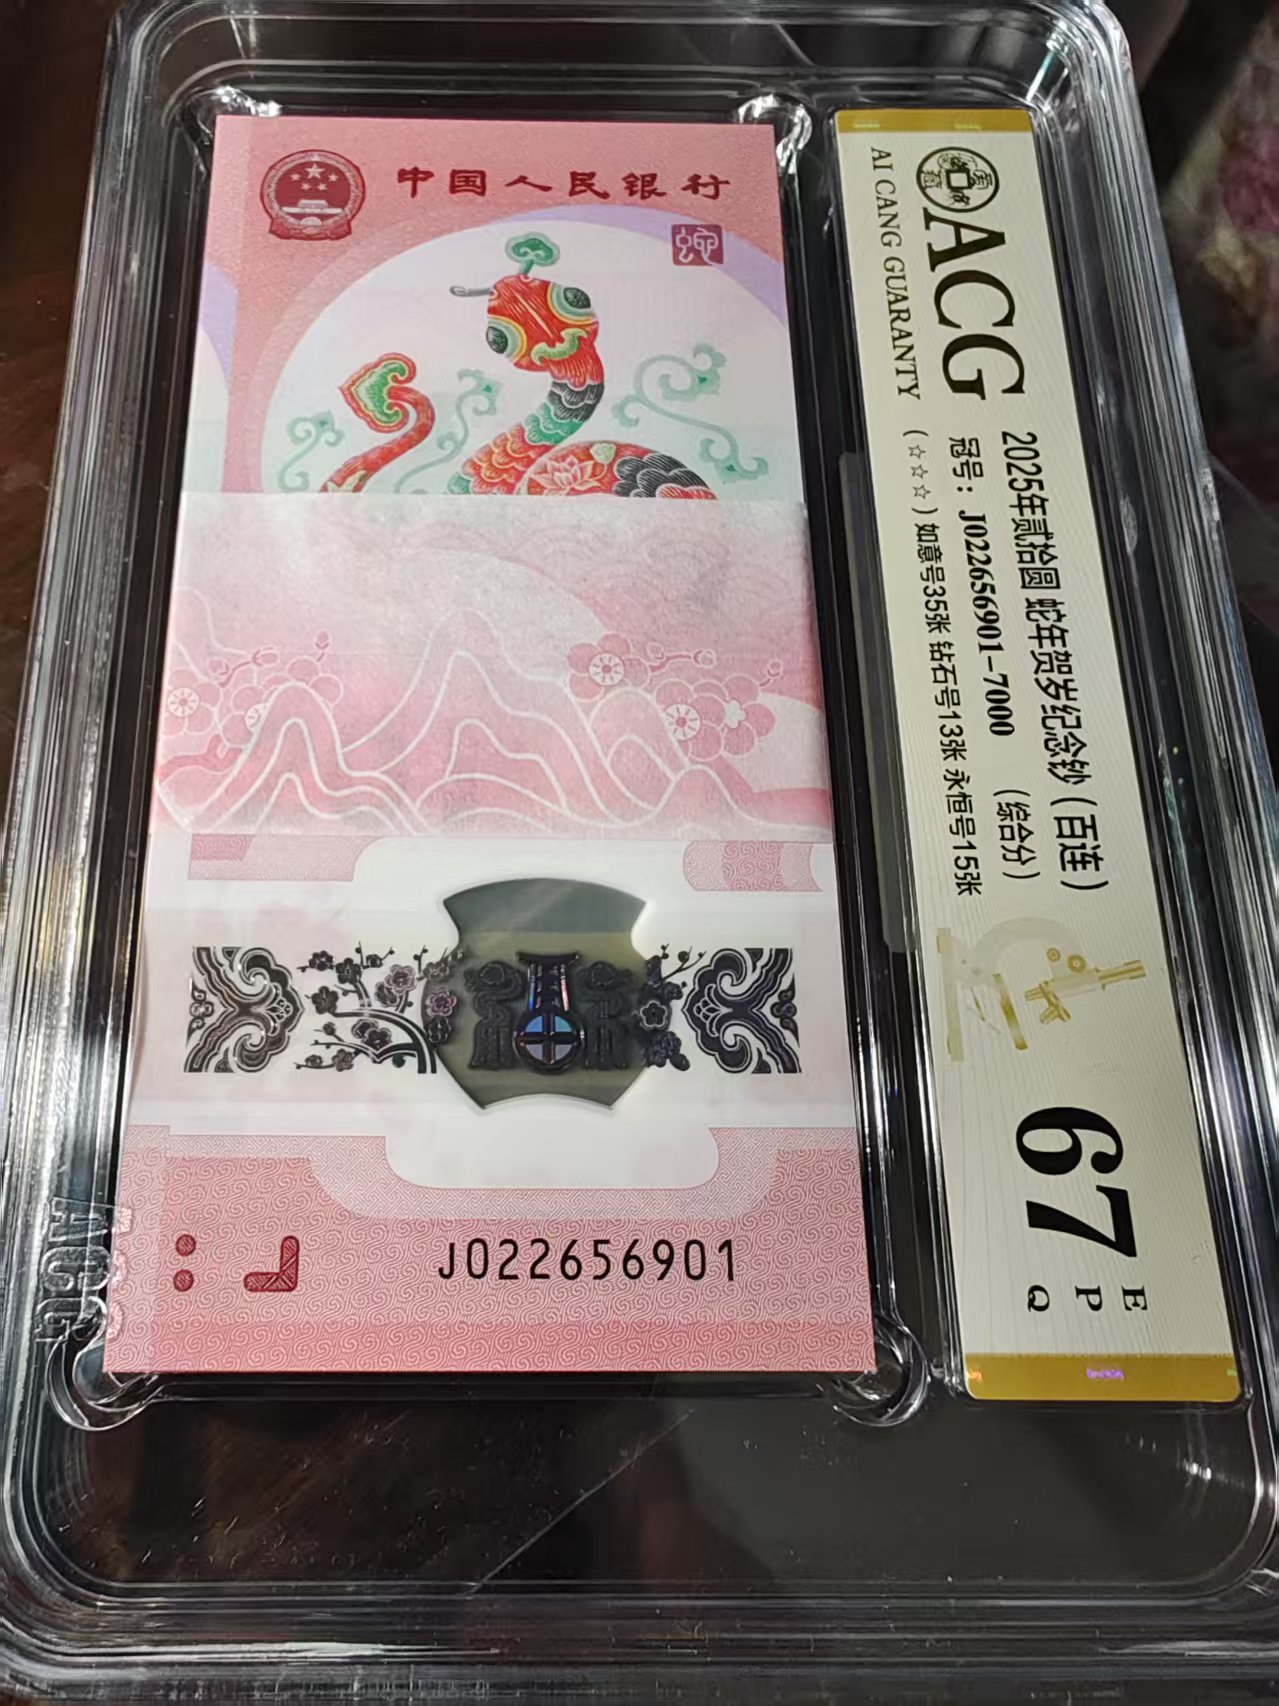 中国人民银行
蛇
J022656901
ACG
AI CANG GUARANTY
2025年贰拾圆 蛇年贺岁纪念钞（百连）
冠号：J022656901-7000 （综合分）
（☆☆☆）如意号35张 钻石号13张 永恒号15张
67
E
P
Q
ACG